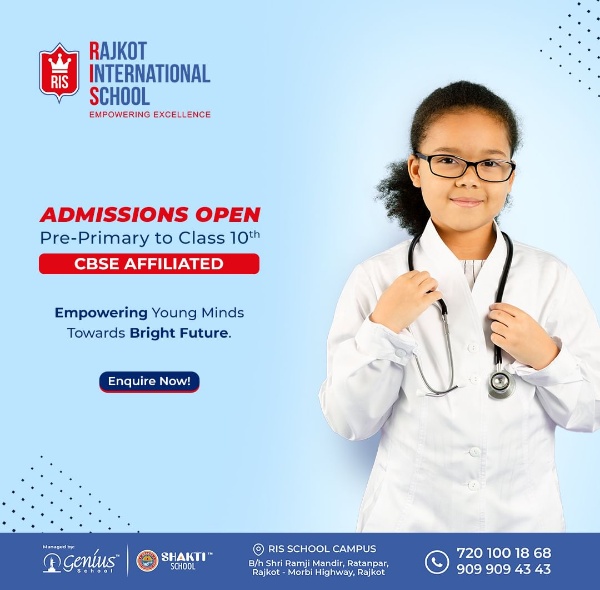 RIS
RAJKOT
INTERNATIONAL
SCHOOL
EMPOWERING EXCELLENCE
ADMISSIONS OPEN
Pre-Primary to Class 10th
CBSE AFFILIATED
Empowering Young Minds
Towards Bright Future.
Enquire Now!
Managed by:
Genius™
School
SHAKTI™
SCHOOL
RIS SCHOOL CAMPUS
B/h Shri Ramji Mandir, Ratanpar,
Rajkot - Morbi Highway, Rajkot
720 100 18 68
909 909 43 43